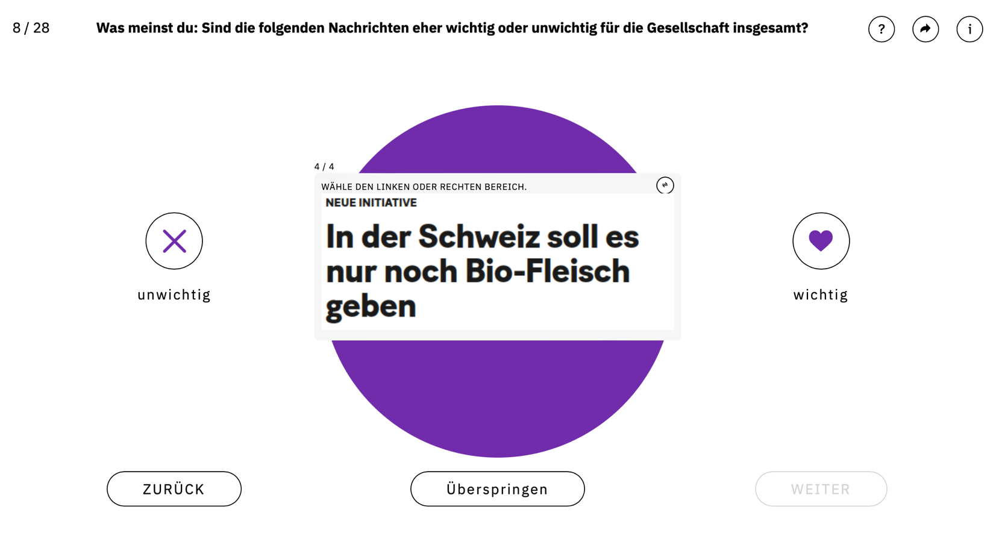 8 / 28
Was meinst du: Sind die folgenden Nachrichten eher wichtig oder unwichtig für die Gesellschaft insgesamt?
?
i
4 / 4
WÄHLE DEN LINKEN ODER RECHTEN BEREICH.
NEUE INITIATIVE
In der Schweiz soll es
nur noch Bio-Fleisch
geben
unwichtig
wichtig
ZURÜCK
Überspringen
WEITER